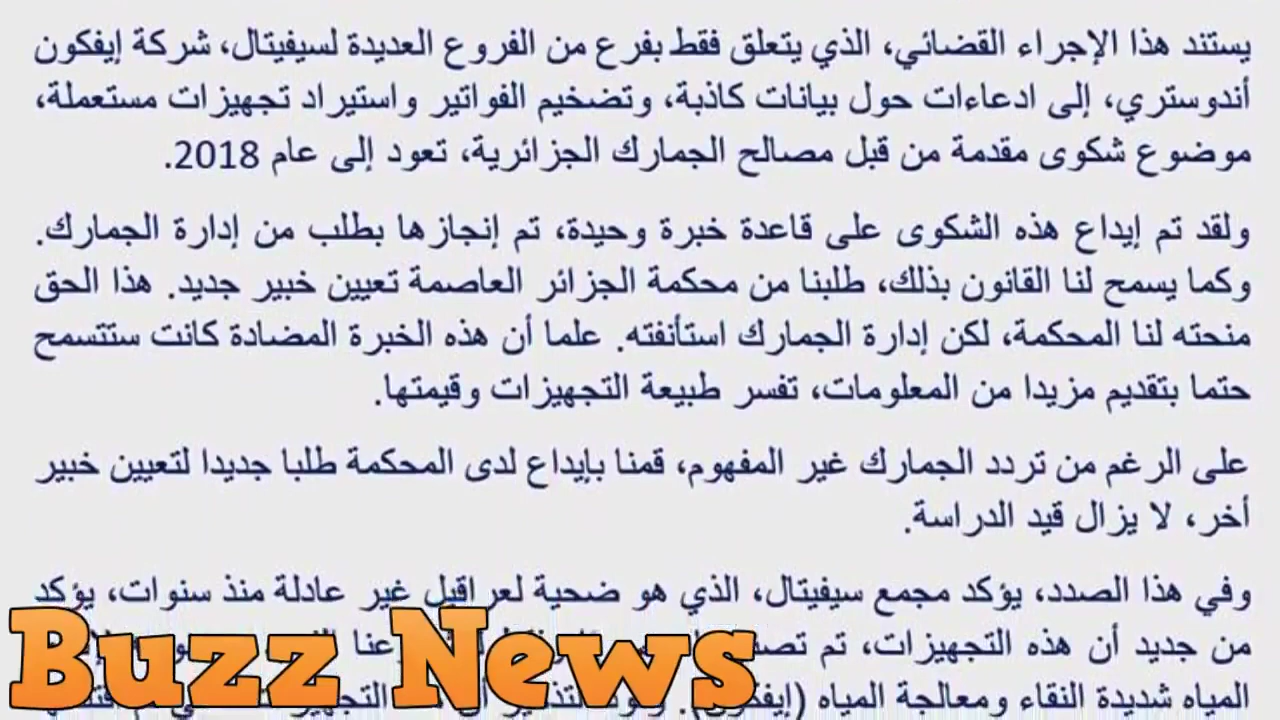 يستند هذا الإجراء القضائي، الذي يتعلق فقط بفرع من الفروع العديدة لسيفيتال، شركة إيفكون
أندوستري، إلى ادعاءات حول بيانات كاذبة، وتضخيم الفواتير واستيراد تجهيزات مستعملة،
موضوع شكوى مقدمة من قبل مصالح الجمارك الجزائرية، تعود إلى عام 2018.
ولقد تم إيداع هذه الشكوى على قاعدة خبرة وحيدة، تم إنجازها بطلب من إدارة الجمارك.
وكما يسمح لنا القانون بذلك، طلبنا من محكمة الجزائر العاصمة تعيين خبير جديد. هذا الحق
منحته لنا المحكمة، لكن إدارة الجمارك استأنفته. علما أن هذه الخبرة المضادة كانت ستتسمح
حتما بتقديم مزيدا من المعلومات، تفسر طبيعة التجهيزات وقيمتها.
على الرغم من تردد الجمارك غير المفهوم، قمنا بإيداع لدى المحكمة طلبا جديدا لتعيين خبير
أخر، لا يزال قيد الدراسة.
وفي هذا الصدد، يؤكد مجمع سيفيتال، الذي هو ضحية لعراقيل غير عادلة منذ سنوات، يؤكد
من جديد أن هذه التجهيزات، تم
المياه شديدة النقاء ومعالجة المياه
Buzz News